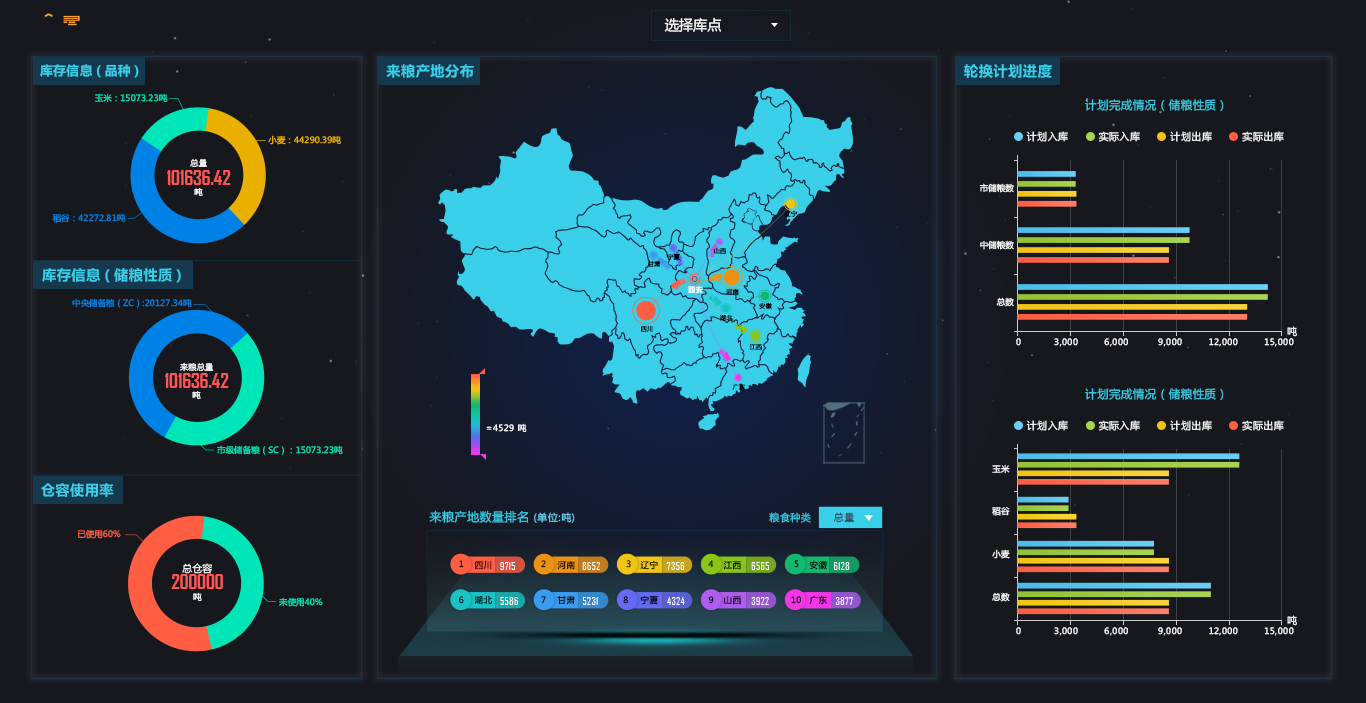 选择库点
库存信息（品种）
玉米：15073.23吨
小麦：44290.39吨
总量
101636.42
吨
稻谷：42272.81吨
库存信息（储粮性质）
中央储备粮（ZC）:20127.34吨
来粮总量
101636.42
吨
市级储备粮（SC）：15073.23吨
仓容使用率
已使用60%
总仓容
200000
吨
未使用40%
来粮产地分布
山西
宁夏
甘肃
西安
河南
安徽
湖北
四川
江西
=4529 吨
来粮产地数量排名 (单位:吨)
粮食种类 总量
1 四川 9715
2 河南 8652
3 辽宁 7356
4 江西 6565
5 安徽 6128
6 湖北 5586
7 甘肃 5231
8 宁夏 4324
9 山西 3922
10 广东 3877
轮换计划进度
计划完成情况（储粮性质）
计划入库 实际入库 计划出库 实际出库
市储粮数
中储粮数
总数
吨
0 3,000 6,000 9,000 12,000 15,000
计划完成情况（储粮性质）
计划入库 实际入库 计划出库 实际出库
玉米
稻谷
小麦
总数
吨
0 3,000 6,000 9,000 12,000 15,000